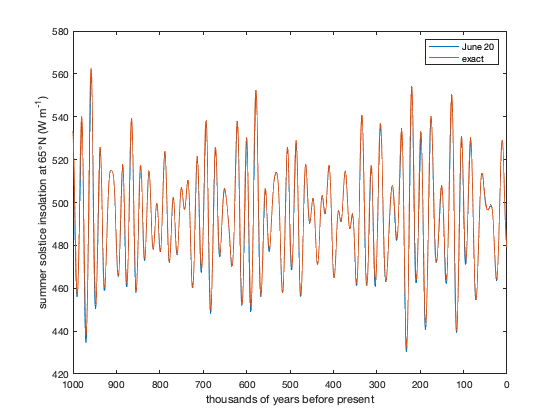 June 20
exact
580
560
540
520
500
480
460
440
420
summer solstice insolation at 65°N (W m-1)
1000 900 800 700 600 500 400 300 200 100 0
thousands of years before present